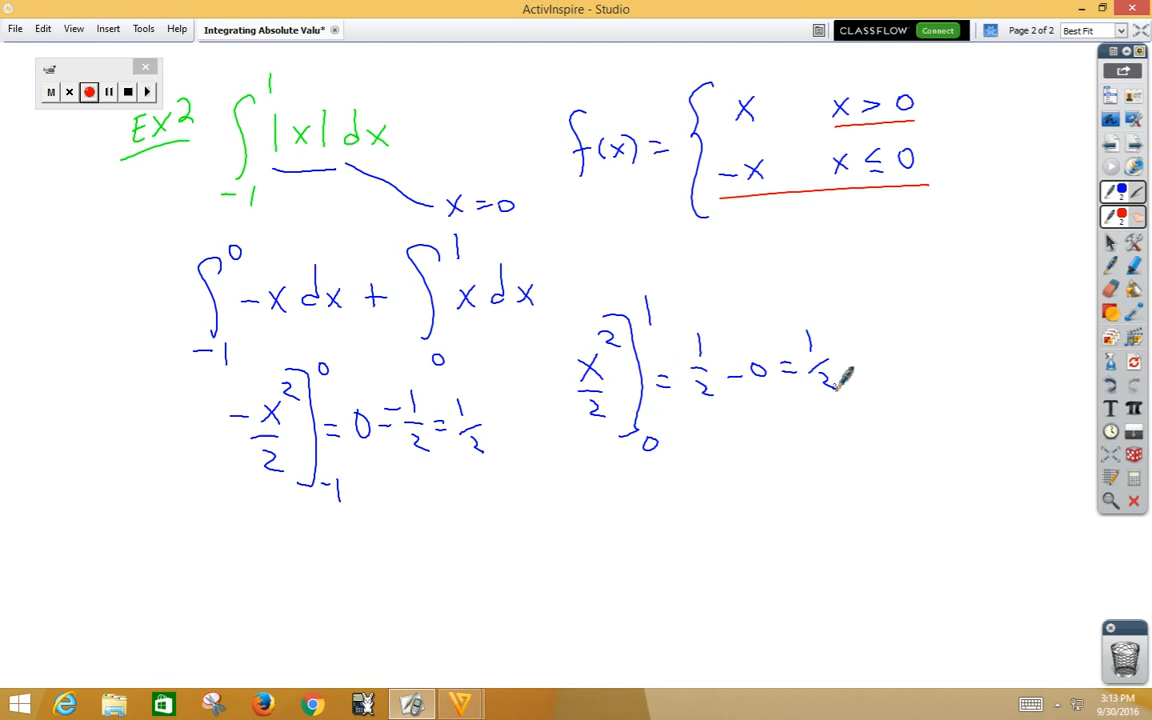 ActivInspire - Studio
File Edit View Insert Tools Help Integrating Absolute Valu* CLASSFLOW Connect Page 2 of 2 Best Fit
M
EX 2 ∫_{-1}^{1} |x| dx
f(x) = { x x > 0
-x x ≤ 0
x = 0
∫_{-1}^{0} -x dx + ∫_{0}^{1} x dx
-x²/2 ]_{-1}^{0} = 0 - -1/2 = 1/2
x²/2 ]_{0}^{1} = 1/2 - 0 = 1/2
2
2
T π
3:13 PM
9/30/2016